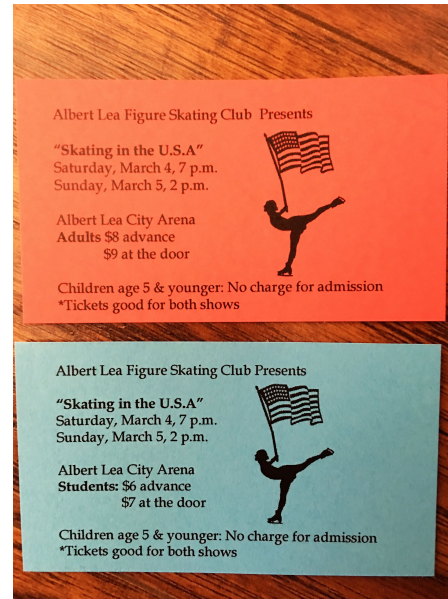 Albert Lea Figure Skating Club Presents
“Skating in the U.S.A”
Saturday, March 4, 7 p.m.
Sunday, March 5, 2 p.m.
Albert Lea City Arena
Adults $8 advance
$9 at the door
Children age 5 & younger: No charge for admission
*Tickets good for both shows
Albert Lea Figure Skating Club Presents
“Skating in the U.S.A”
Saturday, March 4, 7 p.m.
Sunday, March 5, 2 p.m.
Albert Lea City Arena
Students: $6 advance
$7 at the door
Children age 5 & younger: No charge for admission
*Tickets good for both shows